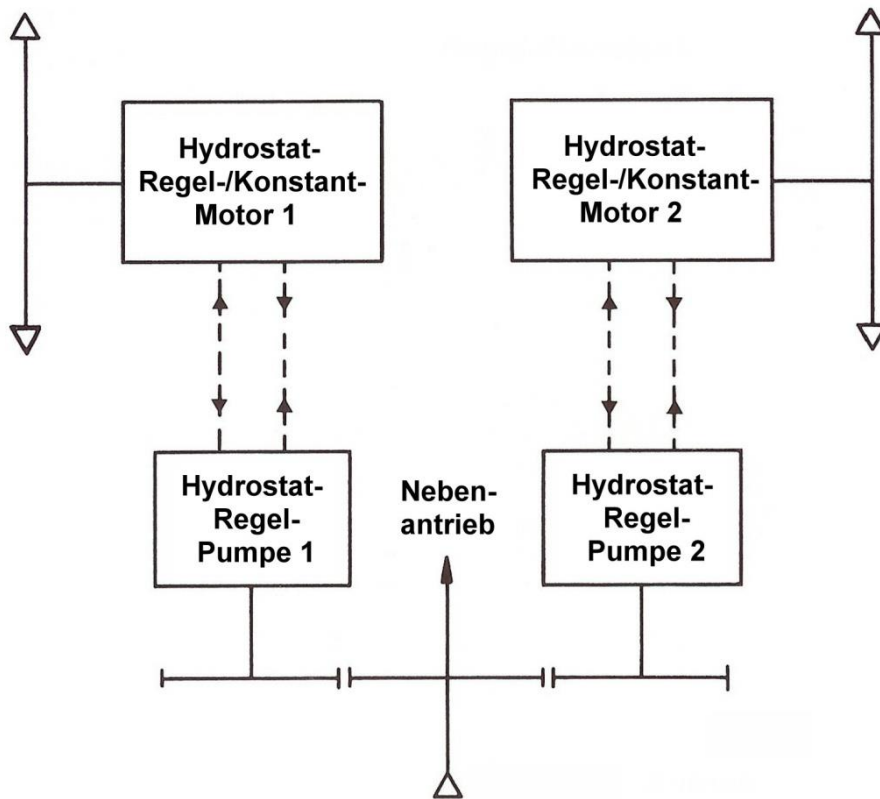 Hydrostat-
Regel-/Konstant-
Motor 1
Hydrostat-
Regel-/Konstant-
Motor 2
Hydrostat-
Regel-
Pumpe 1
Neben-
antrieb
Hydrostat-
Regel-
Pumpe 2